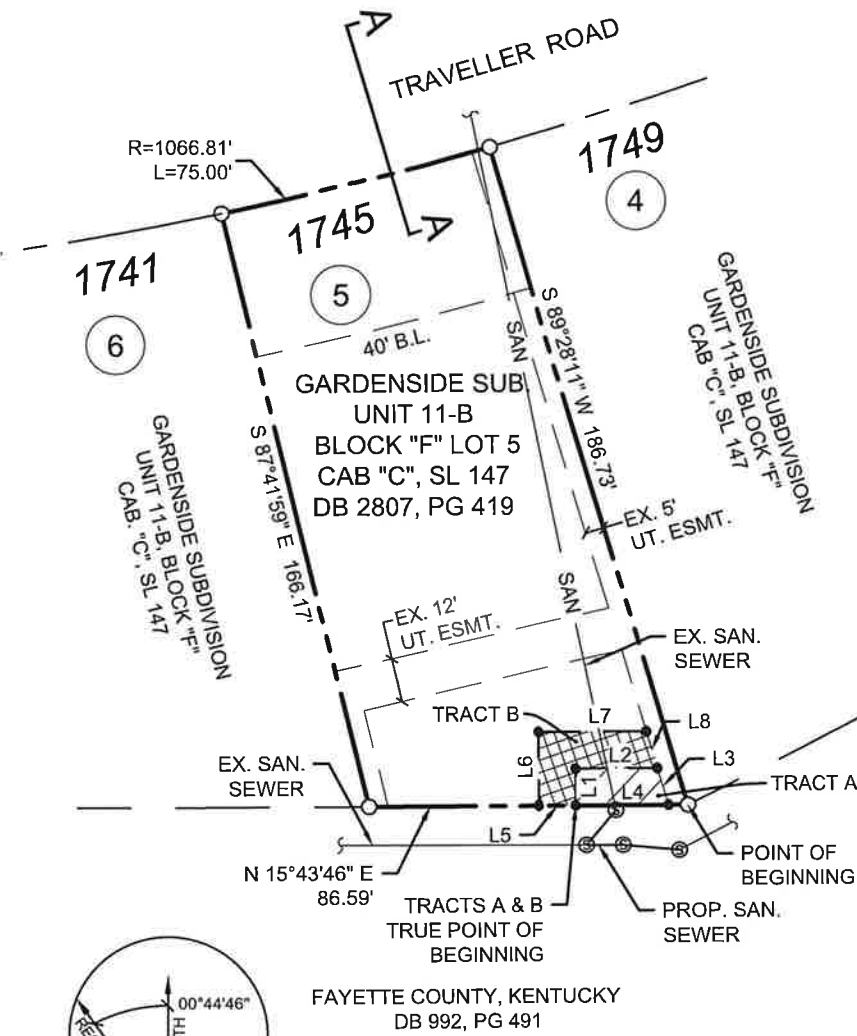 A
TRAVELLER ROAD
R=1066.81'
L=75.00'
1749
4
1745
A
5
1741
6
40' B.L.
SAN
S 89°28'11" W 186.73'
GARDENSIDE SUBDIVISION
UNIT 11-B, BLOCK "F"
CAB "C", SL 147
GARDENSIDE SUB.
UNIT 11-B
BLOCK "F" LOT 5
CAB "C", SL 147
DB 2807, PG 419
S 87°41'59" E 166.17'
GARDENSIDE SUBDIVISION
UNIT 11-B, BLOCK "F"
CAB. "C", SL 147
EX. 5'
UT. ESMT.
SAN
EX. 12'
UT. ESMT.
EX. SAN.
SEWER
TRACT B
L7
L8
L6
L2
L3
L1
L4
TRACT A
EX. SAN.
SEWER
L5
S
S
S
S
N 15°43'46" E
86.59'
POINT OF
BEGINNING
TRACTS A & B
TRUE POINT OF
BEGINNING
PROP. SAN.
SEWER
00°44'46"
FAYETTE COUNTY, KENTUCKY
DB 992, PG 491